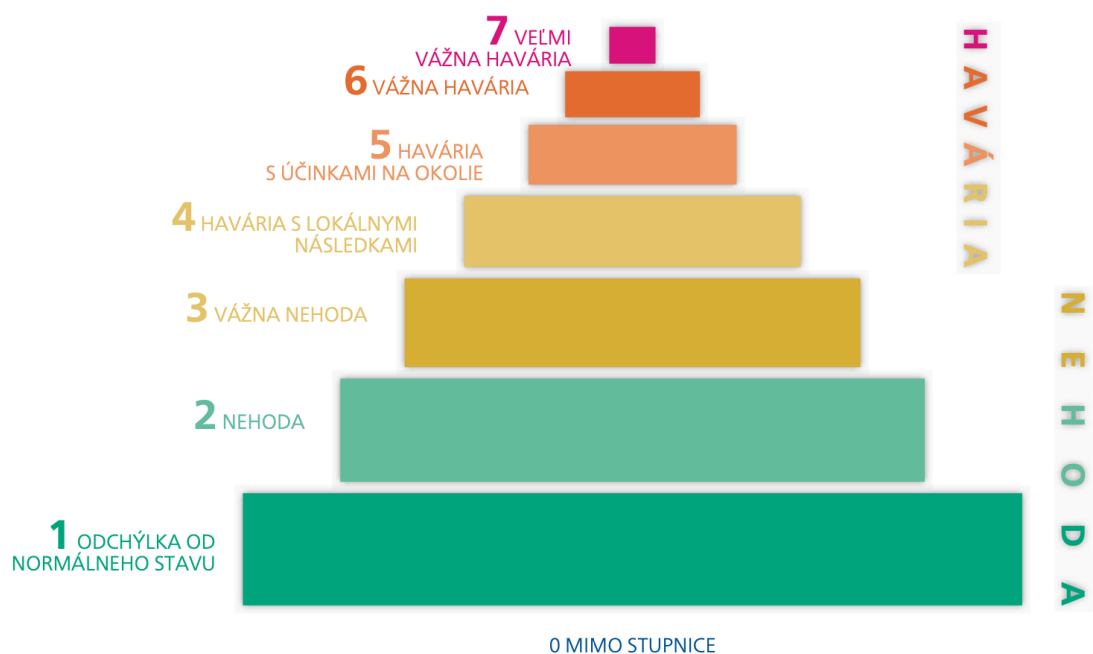 7 VEĽMI
VÁŽNA HAVÁRIA
6 VÁŽNA HAVÁRIA
5 HAVÁRIA
S ÚČINKAMI NA OKOLIE
4 HAVÁRIA S LOKÁLNYMI
NÁSLEDKAMI
3 VÁŽNA NEHODA
2 NEHODA
1 ODCHÝLKA OD
NORMÁLNEHO STAVU
0 MIMO STUPNICE
HAVÁRIA
NEHODA